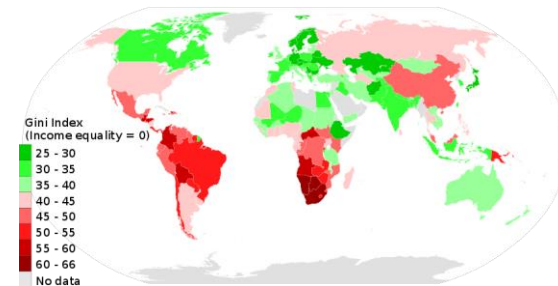 Gini Index
(Income equality = 0)
25 - 30
30 - 35
35 - 40
40 - 45
45 - 50
50 - 55
55 - 60
60 - 66
No data